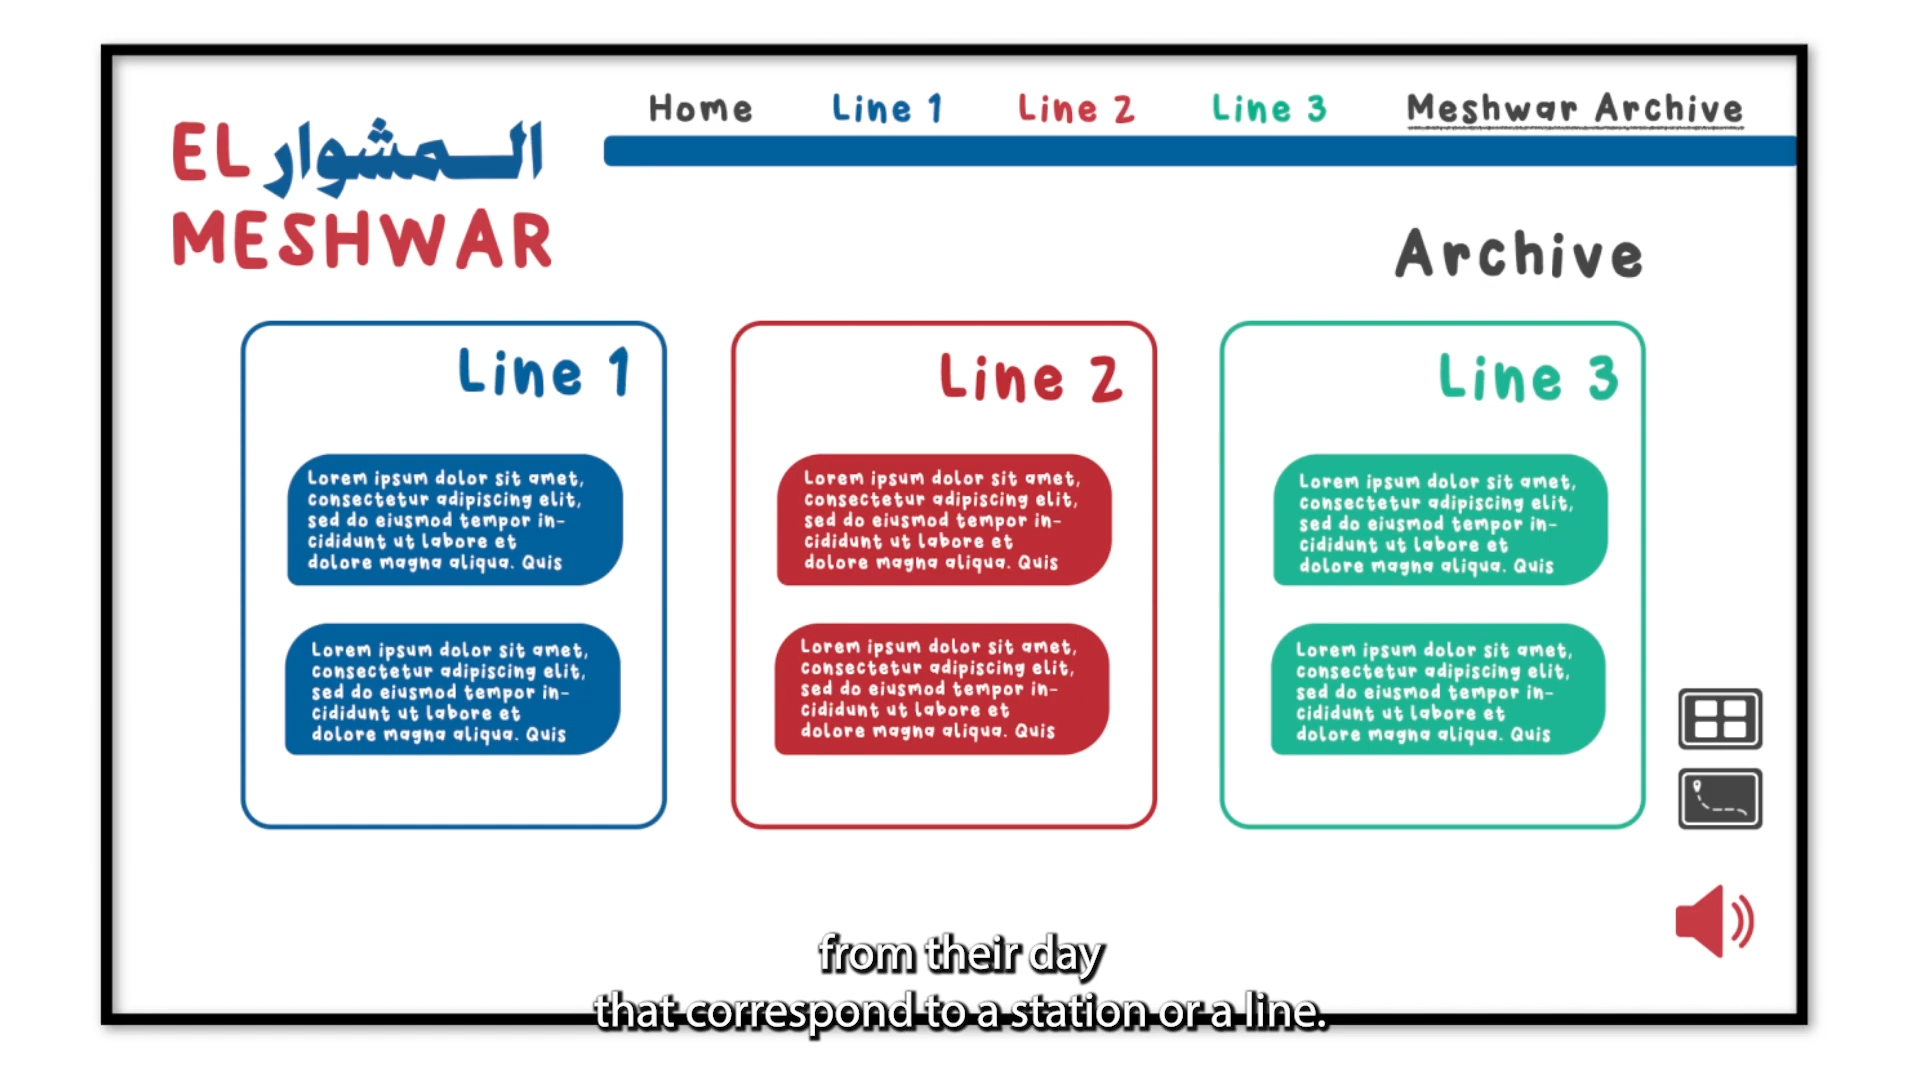 Home Line 1 Line 2 Line 3 Meshwar Archive
EL المشوار
MESHWAR
Archive
Line 1
Lorem ipsum dolor sit amet,
consectetur adipiscing elit,
sed do eiusmod tempor in-
cididunt ut labore et
dolore magna aliqua. Quis
Lorem ipsum dolor sit amet,
consectetur adipiscing elit,
sed do eiusmod tempor in-
cididunt ut labore et
dolore magna aliqua. Quis
Line 2
Lorem ipsum dolor sit amet,
consectetur adipiscing elit,
sed do eiusmod tempor in-
cididunt ut labore et
dolore magna aliqua. Quis
Lorem ipsum dolor sit amet,
consectetur adipiscing elit,
sed do eiusmod tempor in-
cididunt ut labore et
dolore magna aliqua. Quis
Line 3
Lorem ipsum dolor sit amet,
consectetur adipiscing elit,
sed do eiusmod tempor in-
cididunt ut labore et
dolore magna aliqua. Quis
Lorem ipsum dolor sit amet,
consectetur adipiscing elit,
sed do eiusmod tempor in-
cididunt ut labore et
dolore magna aliqua. Quis
from their day
that correspond to a station or a line.